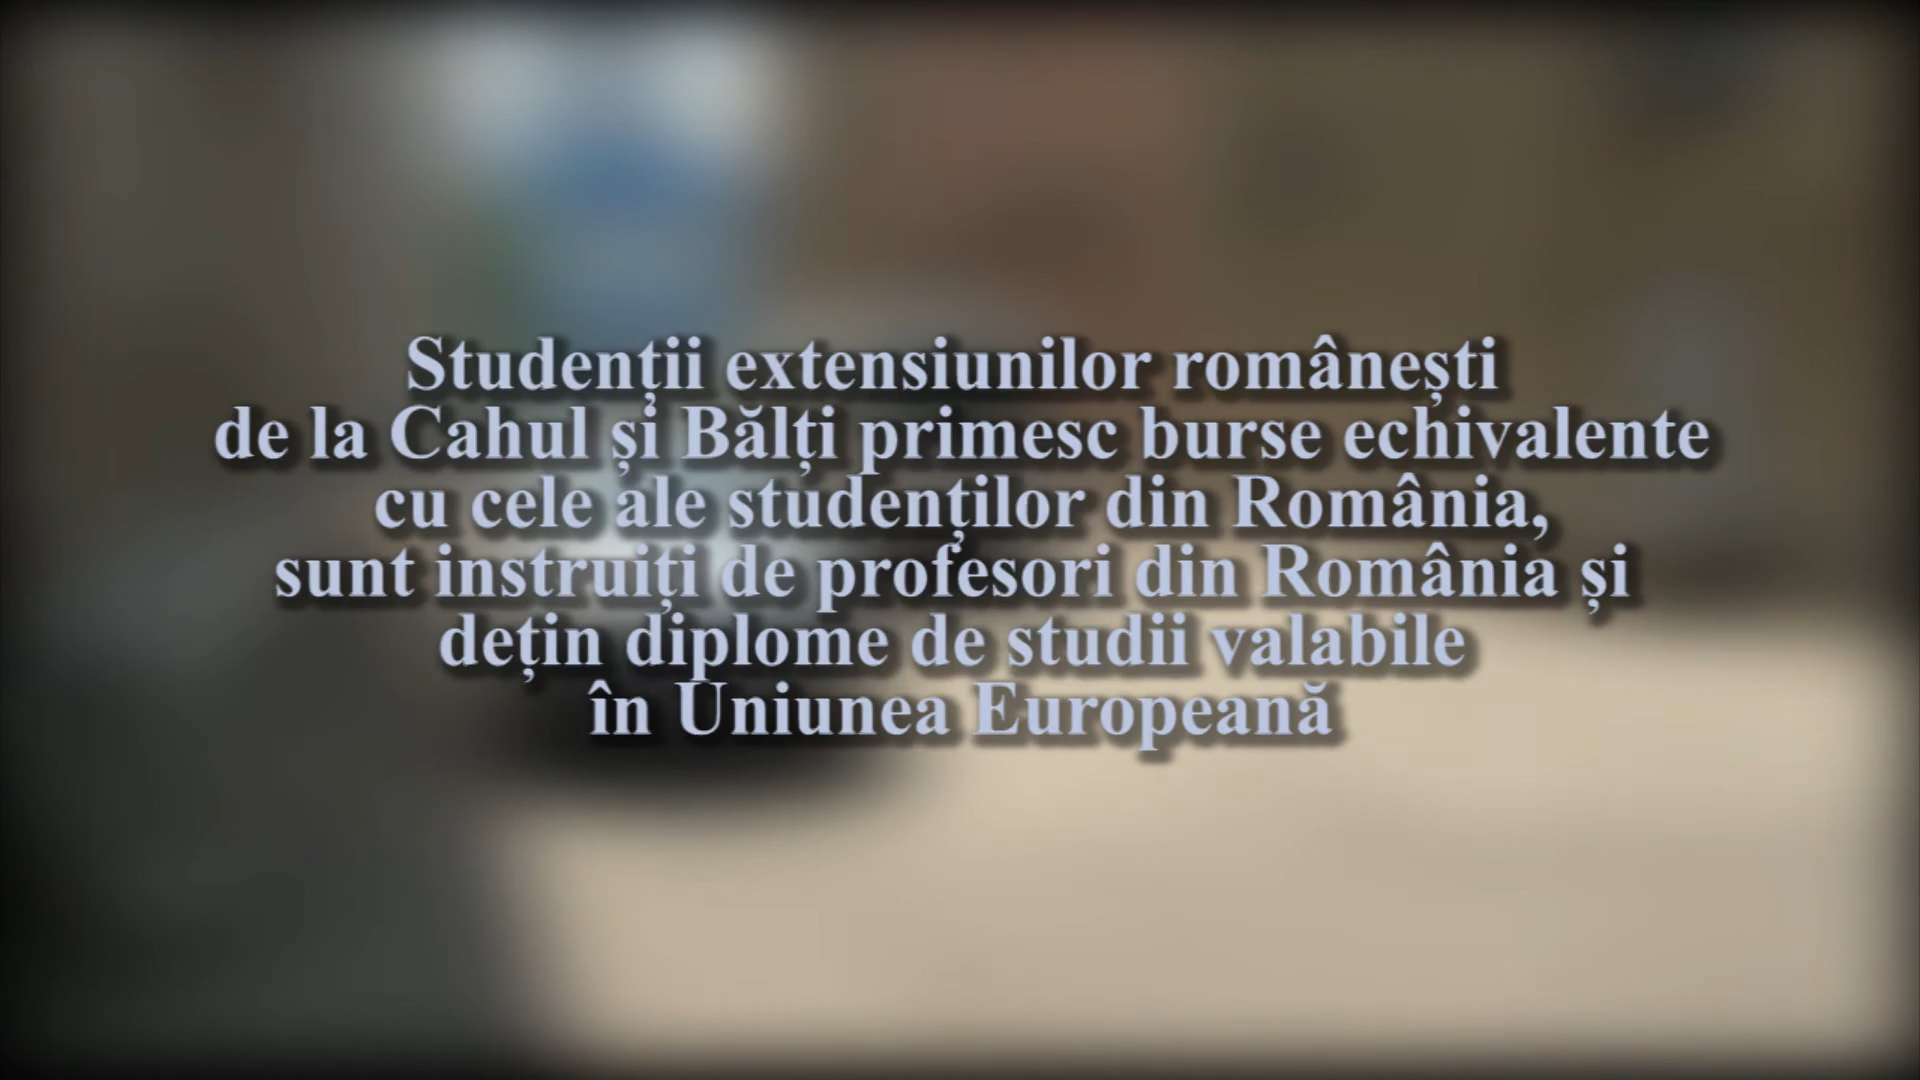 Studenții extensiunilor românești
de la Cahul și Bălți primesc burse echivalente
cu cele ale studenților din România,
sunt instruiți de profesori din România și
dețin diplome de studii valabile
în Uniunea Europeană